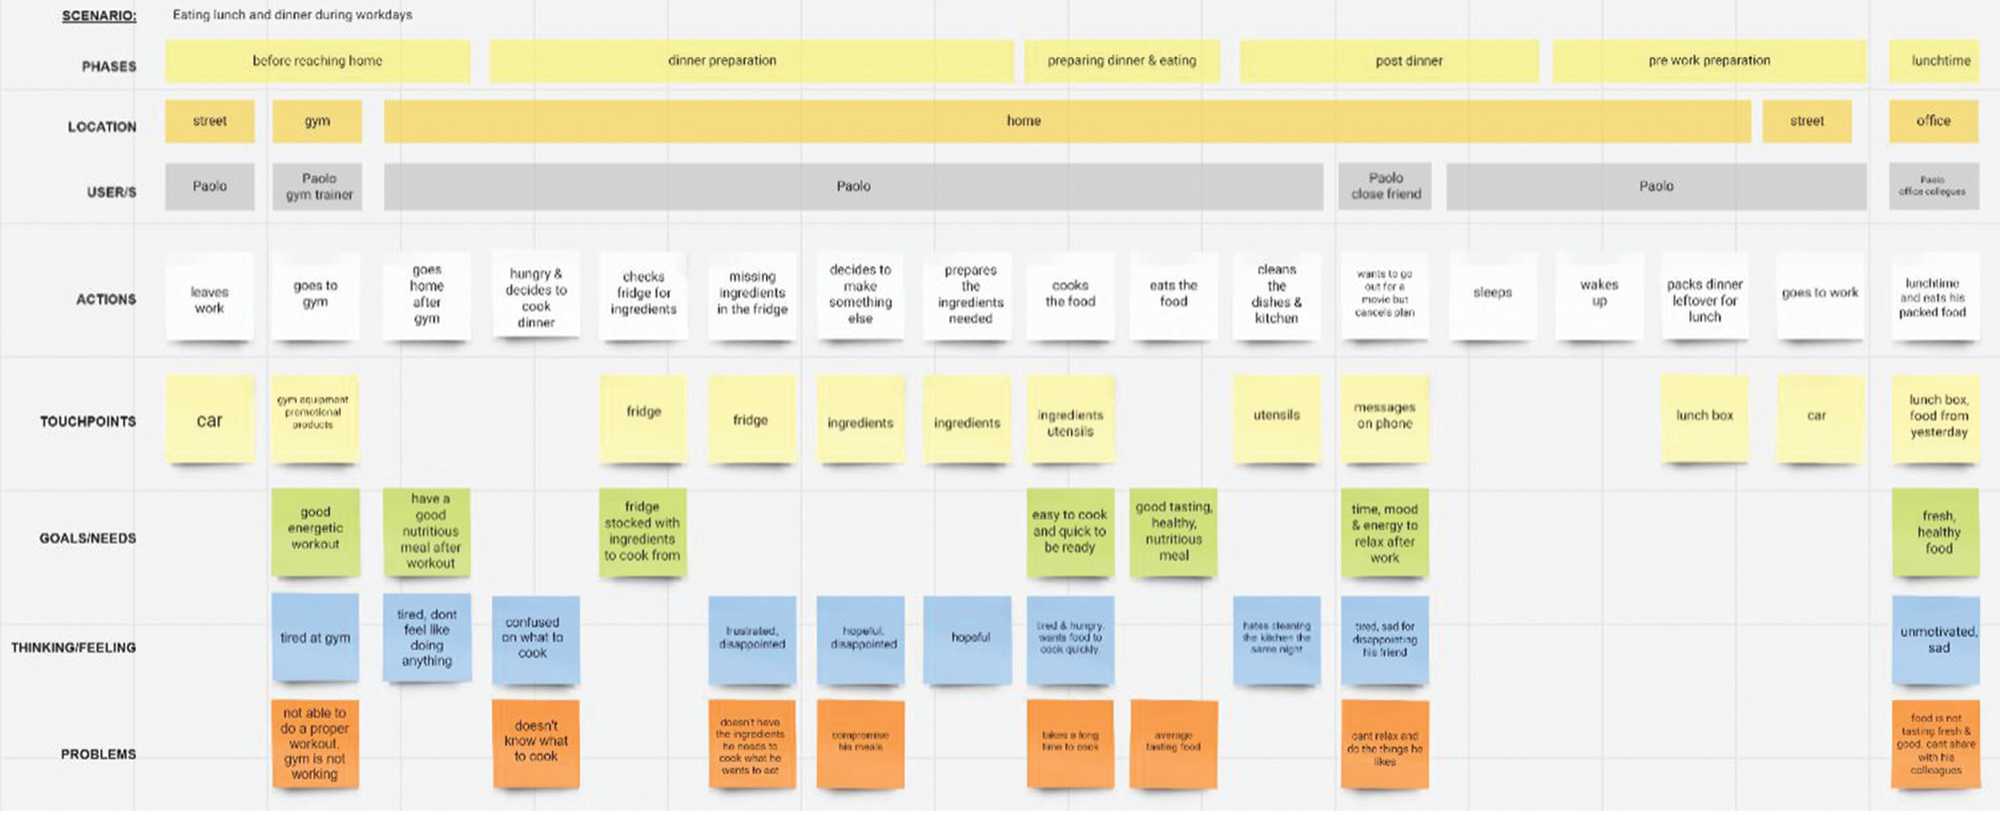 SCENARIO: Eating lunch and dinner during workdays
PHASES
before reaching home
dinner preparation
preparing dinner & eating
post dinner
pre work preparation
lunchtime
LOCATION
street
gym
home
street
office
USER/S
Paolo
Paolo
gym trainer
Paolo
Paolo
close friend
Paolo
Paolo
office collegues
ACTIONS
leaves
work
goes to
gym
goes
home
after
gym
hungry &
decides to
cook
dinner
checks
fridge for
ingredients
missing
ingredients
in the fridge
decides to
make
something
else
prepares
the
ingredients
needed
cooks
the food
eats the
food
cleans
the
dishes &
kitchen
wants to go
out for a
movie but
cancels plan
sleeps
wakes
up
packs dinner
leftover for
lunch
goes to work
lunchtime
and eats his
packed food
TOUCHPOINTS
car
gym equipment
promotional
products
fridge
fridge
ingredients
ingredients
ingredients
utensils
utensils
messages
on phone
lunch box
car
lunch box,
food from
yesterday
GOALS/NEEDS
good
energetic
workout
have a
good
nutritious
meal after
workout
fridge
stocked with
ingredients
to cook from
easy to cook
and quick to
be ready
good tasting,
healthy,
nutritious
meal
time, mood
& energy to
relax after
work
fresh,
healthy
food
THINKING/FEELING
tired at gym
tired, dont
feel like
doing
anything
confused
on what to
cook
frustrated,
disappointed
hopeful,
disappointed
hopeful
tired & hungry,
wants food to
cook quickly
hates cleaning
the kitchen the
same night
tired, sad for
disappointing
his friend
unmotivated,
sad
PROBLEMS
not able to
do a proper
workout,
gym is not
working
doesn't
know what
to cook
doesn't have
the ingredients
he needs to
cook what he
wants to eat
compromise
his meals
takes a long
time to cook
average
tasting food
cant relax and
do the things he
likes
food is not
tasting fresh &
good, cant share
with his
colleagues